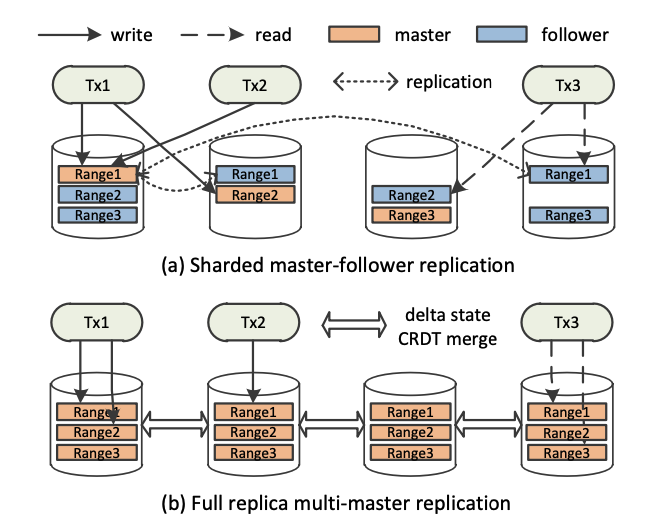 write read master follower
Tx1 Tx2 replication Tx3
Range1 Range1 Range1
Range2 Range2 Range2
Range3 Range3 Range3
(a) Sharded master-follower replication
Tx1 Tx2 delta state Tx3
CRDT merge
Range1 Range1 Range1 Range1
Range2 Range2 Range2 Range2
Range3 Range3 Range3 Range3
(b) Full replica multi-master replication